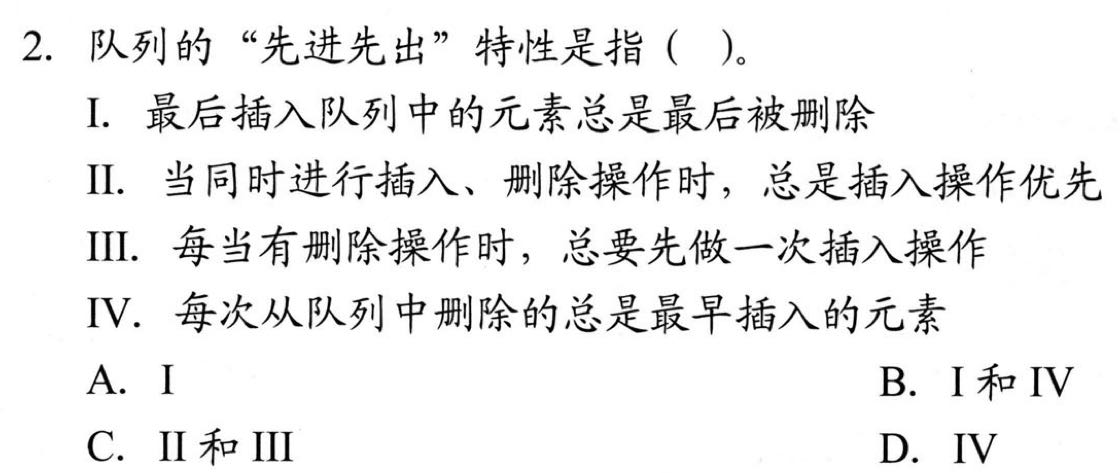 2. 队列的“先进先出”特性是指（ ）。
I. 最后插入队列中的元素总是最后被删除
II. 当同时进行插入、删除操作时，总是插入操作优先
III. 每当有删除操作时，总要先做一次插入操作
IV. 每次从队列中删除的总是最早插入的元素
A. I B. I 和 IV
C. II 和 III D. IV